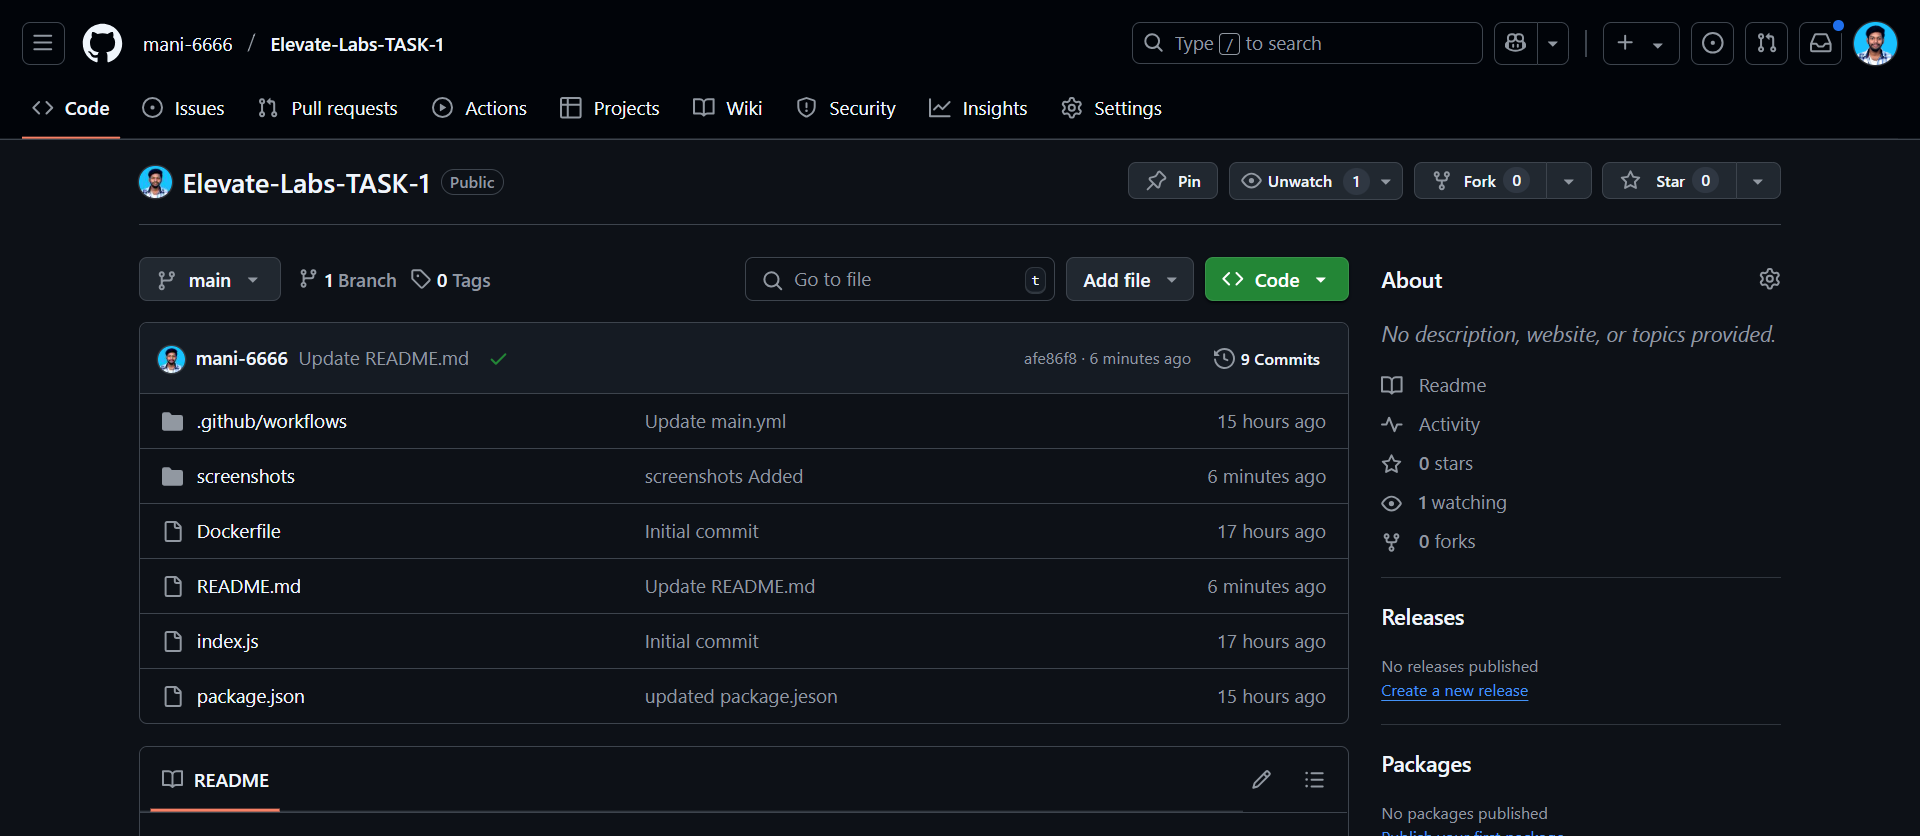 mani-6666 / Elevate-Labs-TASK-1
Type / to search
Code
Issues
Pull requests
Actions
Projects
Wiki
Security
Insights
Settings
Elevate-Labs-TASK-1 Public
Pin
Unwatch 1
Fork 0
Star 0
main
1 Branch
0 Tags
Go to file t
Add file
Code
mani-6666 Update README.md afe86f8 · 6 minutes ago 9 Commits
.github/workflows Update main.yml 15 hours ago
screenshots screenshots Added 6 minutes ago
Dockerfile Initial commit 17 hours ago
README.md Update README.md 6 minutes ago
index.js Initial commit 17 hours ago
package.json updated package.jeson 15 hours ago
README
About
No description, website, or topics provided.
Readme
Activity
0 stars
1 watching
0 forks
Releases
No releases published
Create a new release
Packages
No packages published
Publish your first package